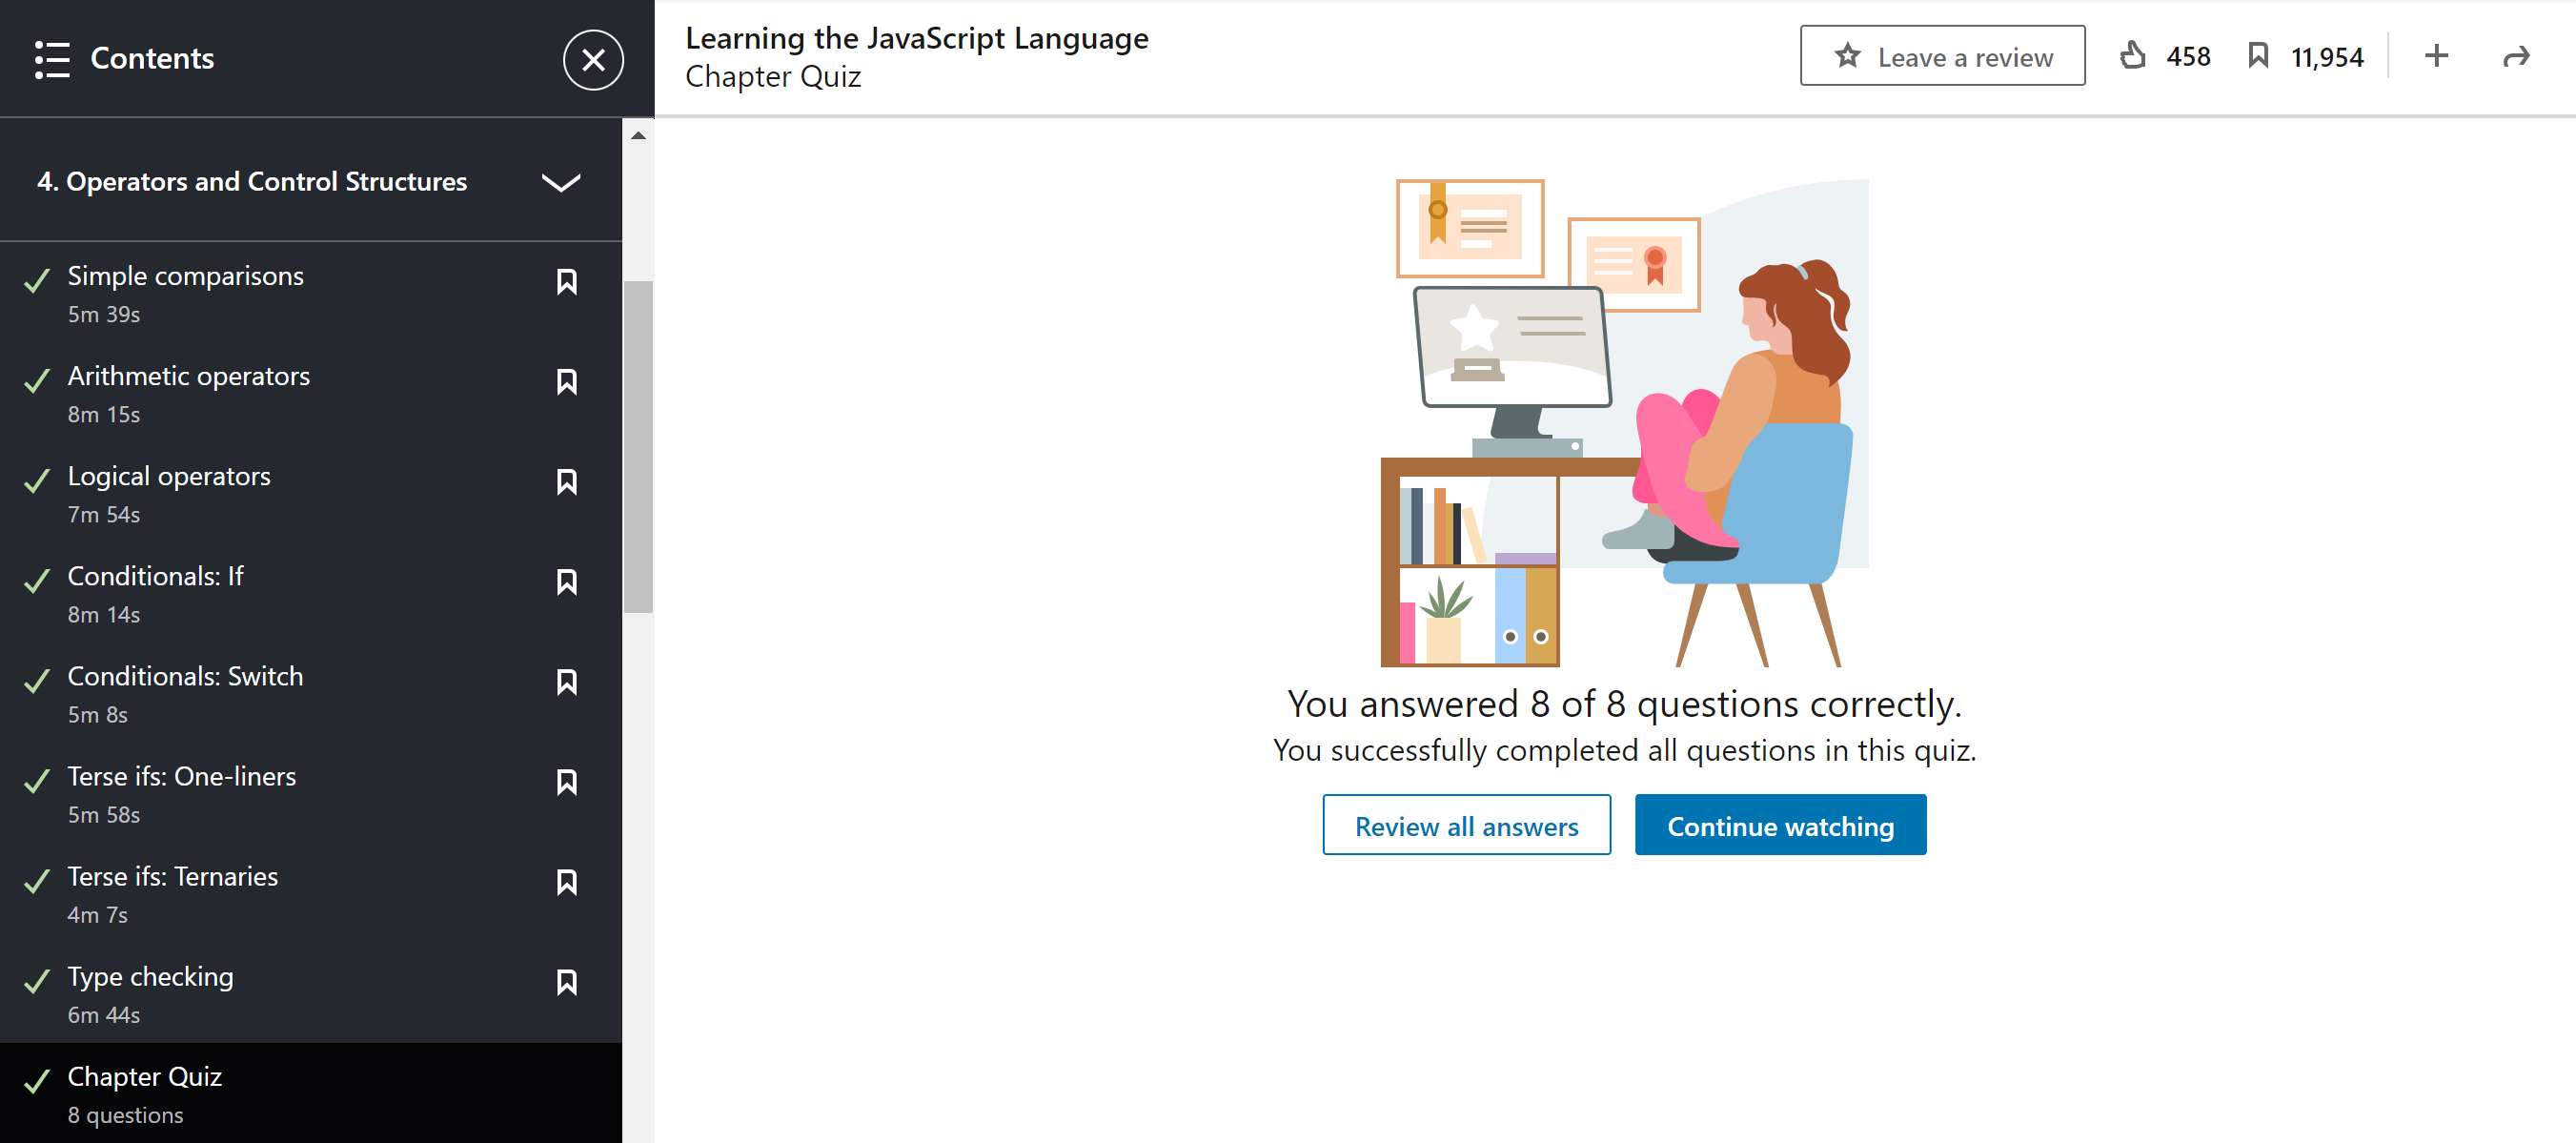 Contents
4. Operators and Control Structures
Simple comparisons
5m 39s
Arithmetic operators
8m 15s
Logical operators
7m 54s
Conditionals: If
8m 14s
Conditionals: Switch
5m 8s
Terse ifs: One-liners
5m 58s
Terse ifs: Ternaries
4m 7s
Type checking
6m 44s
Chapter Quiz
8 questions
Learning the JavaScript Language
Chapter Quiz
Leave a review
458
11,954
You answered 8 of 8 questions correctly.
You successfully completed all questions in this quiz.
Review all answers
Continue watching